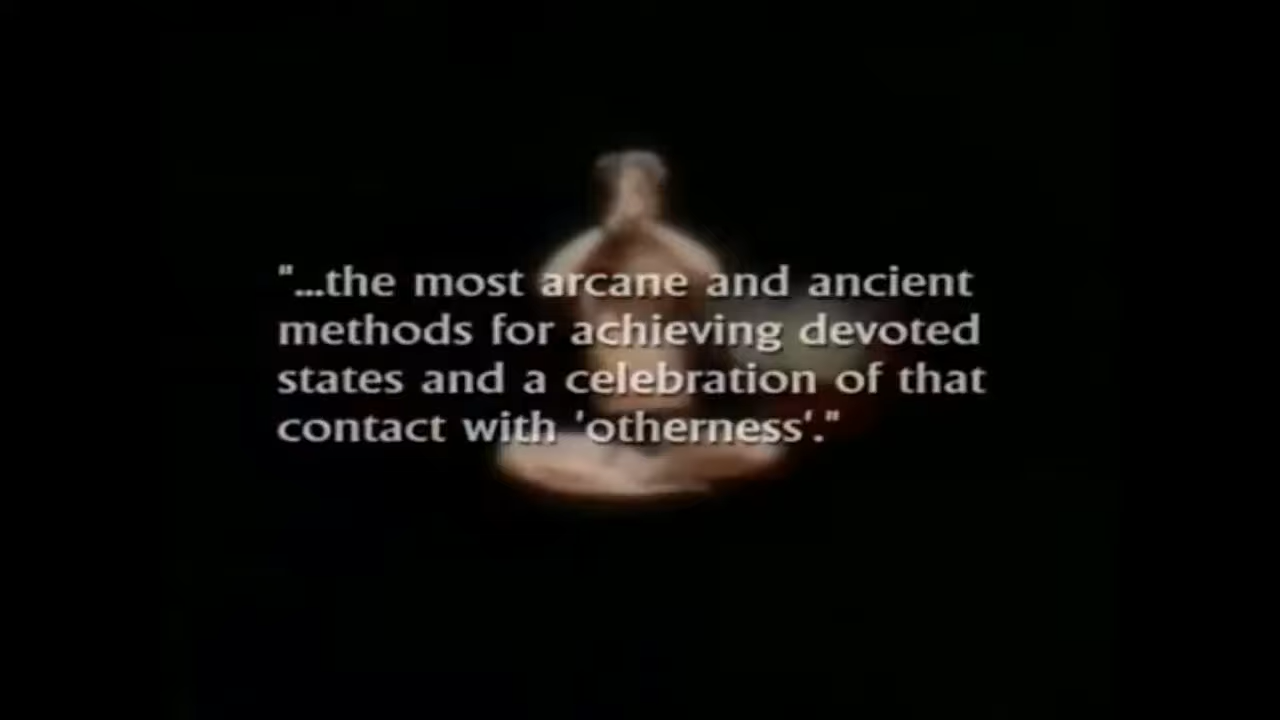 "...the most arcane and ancient
methods for achieving devoted
states and a celebration of that
contact with 'otherness'."